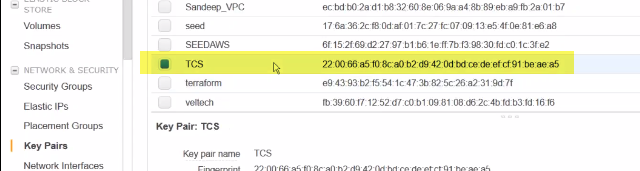 ELASTIC BLOCK STORE
Volumes
Snapshots
NETWORK & SECURITY
Security Groups
Elastic IPs
Placement Groups
Key Pairs
Network Interfaces
Sandeep_VPC ec:bd:b0:2a:d1:b8:32:60:8e:06:9a:a4:8b:89:eb:a9:fb:2a:01:b7
seed 17:6a:36:2c:f8:0d:af:01:7c:27:fc:07:09:13:e5:4f:0e:81:e6:a8
SEEDAWS 6f:15:2f:69:d2:27:97:b1:b6:1e:ff:7b:f3:98:30:fd:c0:1c:3f:e2
TCS 22:00:66:a5:f0:8c:a0:b2:d9:42:0d:bd:ce:de:ef:cf:91:be:ae:a5
terraform e9:43:93:b2:f5:54:1c:47:3b:82:5c:26:a2:31:9d:7f
veltech fb:39:60:f7:12:52:d7:c0:b1:09:81:08:d6:2c:4b:fd:b3:fd:16:f6
Key Pair: TCS
Key pair name TCS
Fingerprint 22:00:66:a5:f0:8c:a0:b2:d9:42:0d:bd:ce:de:ef:cf:91:be:ae:a5